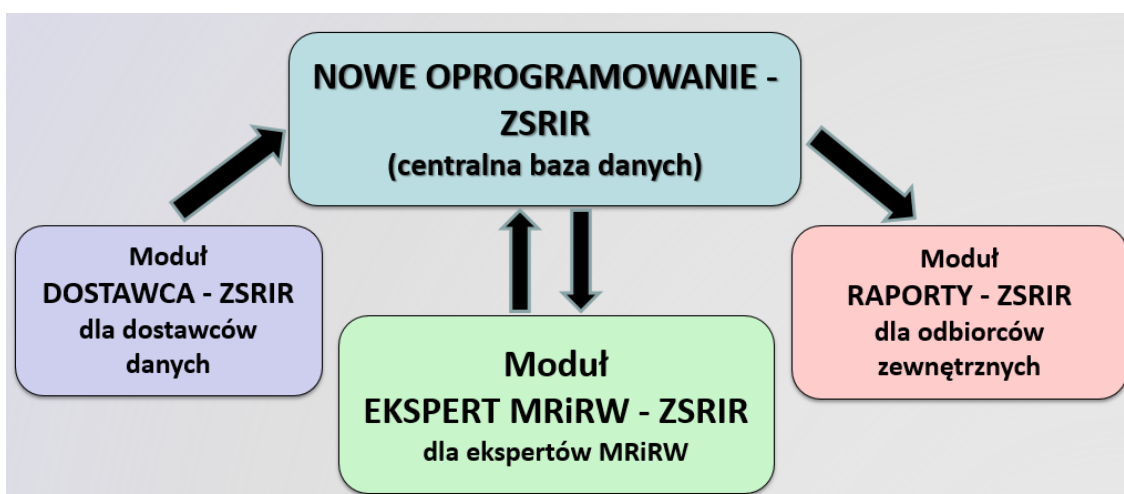 NOWE OPROGRAMOWANIE -
ZSRIR
(centralna baza danych)
Moduł
DOSTAWCA - ZSRIR
dla dostawców
danych
Moduł
EKSPERT MRiRW - ZSRIR
dla ekspertów MRiRW
Moduł
RAPORTY - ZSRIR
dla odbiorców
zewnętrznych